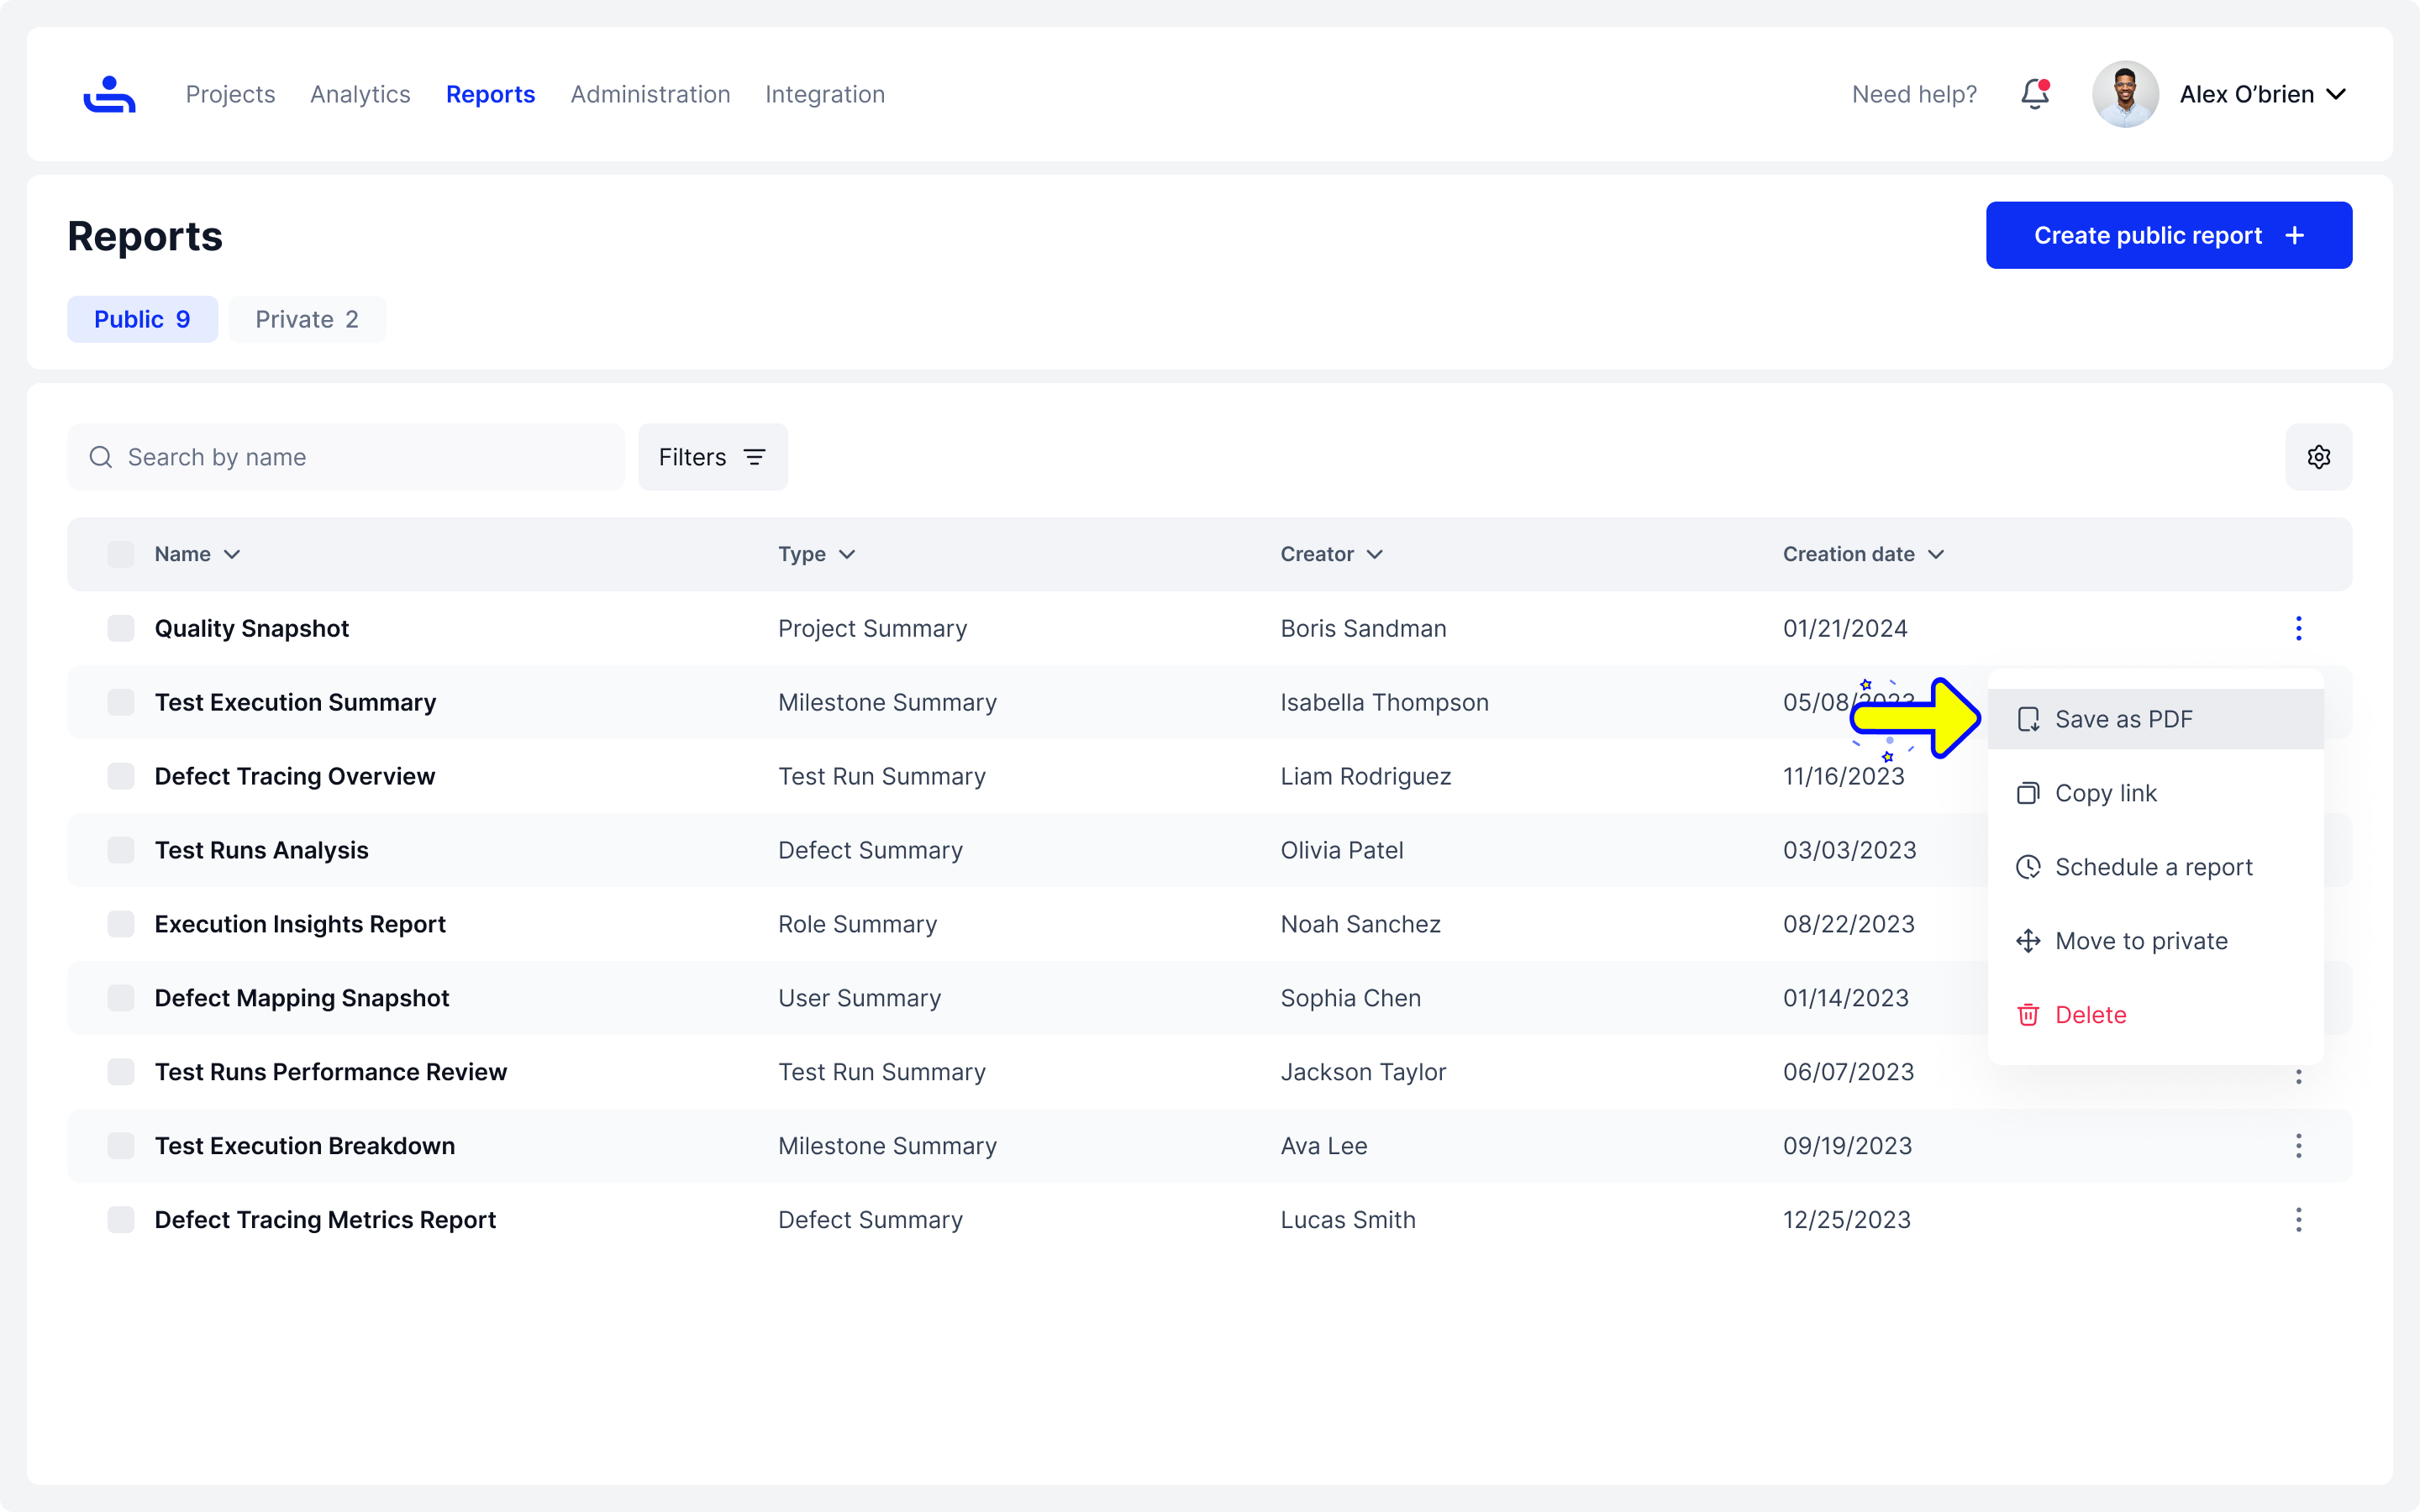 Projects Analytics Reports Administration Integration Need help? Alex O’brien
Reports
Create public report
Public 9 Private 2
Search by name Filters
Name Type Creator Creation date
Quality Snapshot Project Summary Boris Sandman 01/21/2024
Test Execution Summary Milestone Summary Isabella Thompson 05/08/2023
Save as PDF
Defect Tracing Overview Test Run Summary Liam Rodriguez 11/16/2023
Copy link
Test Runs Analysis Defect Summary Olivia Patel 03/03/2023
Schedule a report
Execution Insights Report Role Summary Noah Sanchez 08/22/2023
Move to private
Defect Mapping Snapshot User Summary Sophia Chen 01/14/2023
Delete
Test Runs Performance Review Test Run Summary Jackson Taylor 06/07/2023
Test Execution Breakdown Milestone Summary Ava Lee 09/19/2023
Defect Tracing Metrics Report Defect Summary Lucas Smith 12/25/2023